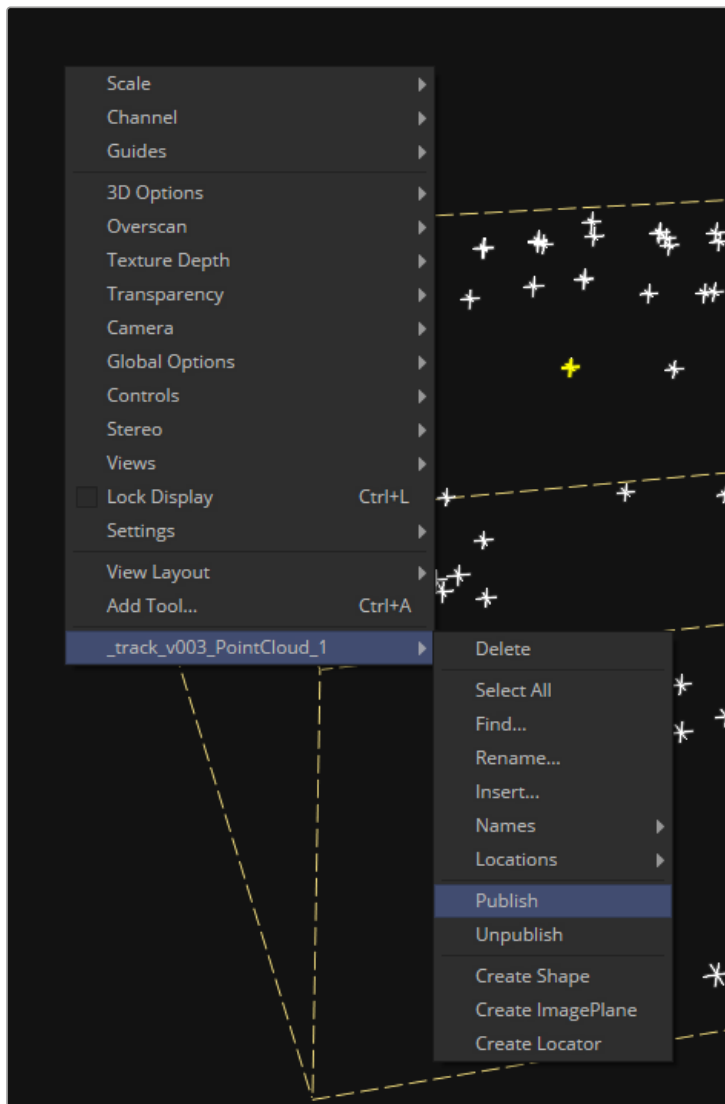 Scale
Channel
Guides
3D Options
Overscan
Texture Depth
Transparency
Camera
Global Options
Controls
Stereo
Views
Lock Display Ctrl+L
Settings
View Layout
Add Tool... Ctrl+A
_track_v003_PointCloud_1
Delete
Select All
Find...
Rename...
Insert...
Names
Locations
Publish
Unpublish
Create Shape
Create ImagePlane
Create Locator